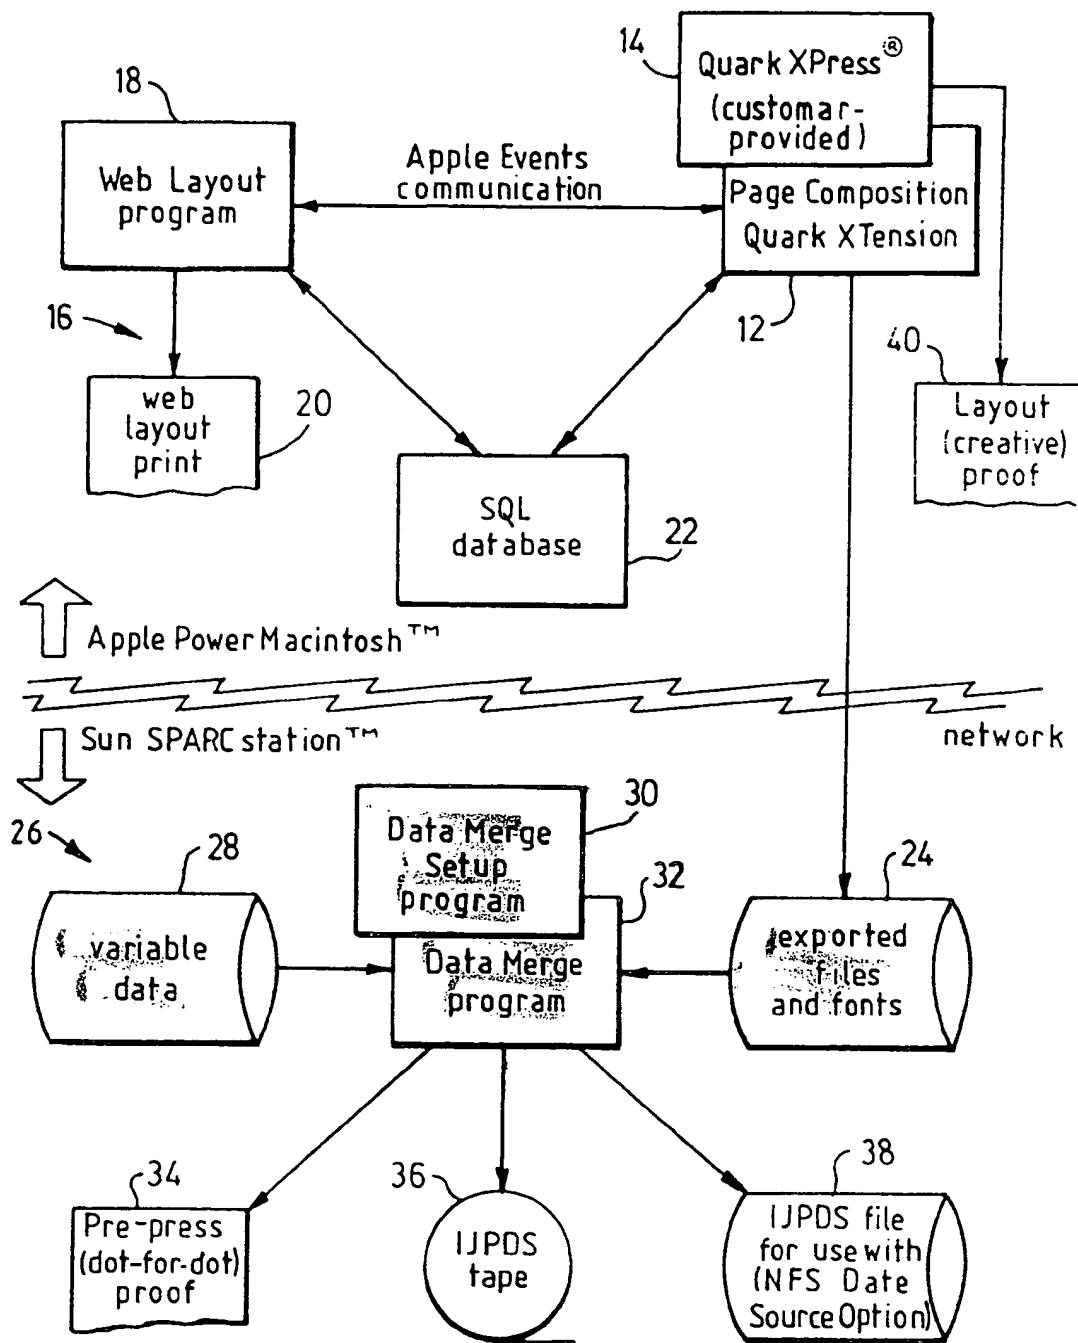 14
Quark XPress®
(customar-
provided)
18
Web Layout
program
Apple Events
communication
Page Composition
Quark XTension
16
12
40
web
layout
print
20
Layout
(creative)
proof
SQL
database
22
Apple Power Macintosh™
Sun SPARCstation™
network
26
28
30
Data Merge
Setup
program
32
24
variable
data
Data Merge
program
exported
files
and fonts
34
Pre-press
(dot-for-dot)
proof
36
IJPDS
tape
38
IJPDS file
for use with
(NFS Date
Source Option)